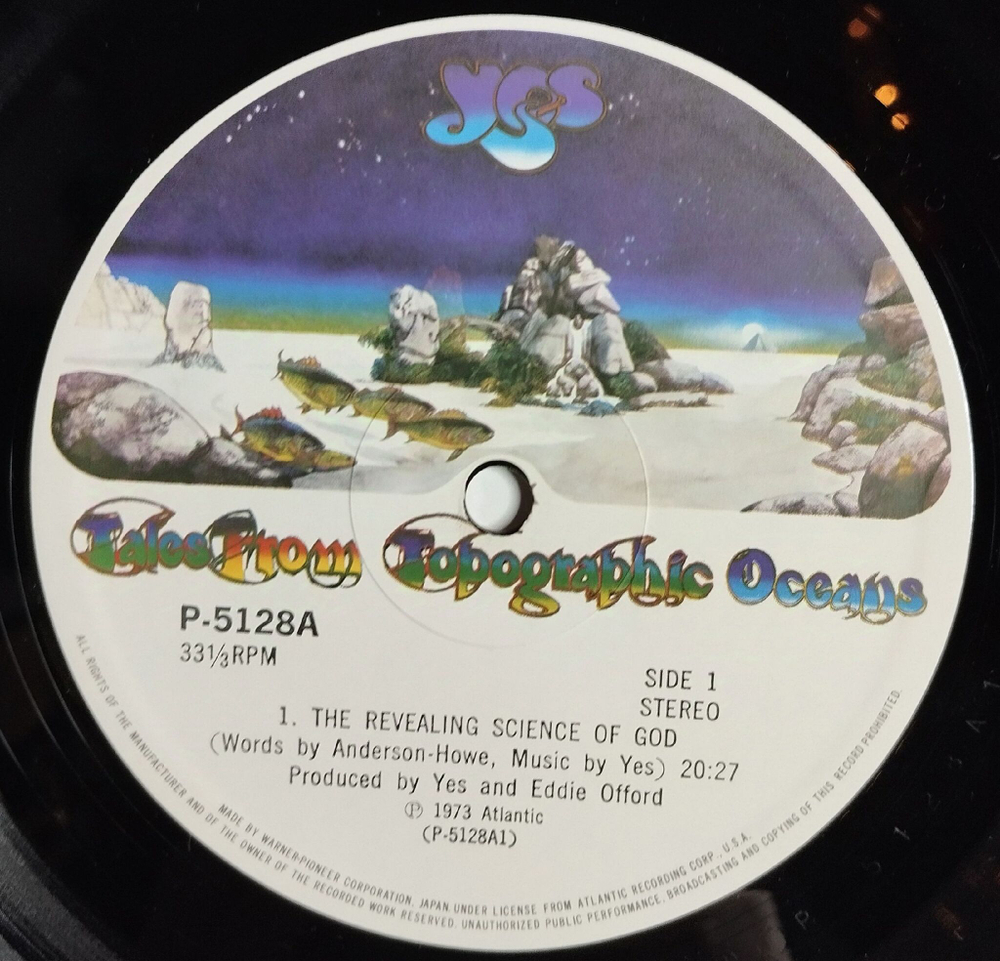 yes
Tales From Topographic Oceans
P-5128A
33⅓RPM
SIDE 1
STEREO
1. THE REVEALING SCIENCE OF GOD
(Words by Anderson-Howe, Music by Yes) 20:27
Produced by Yes and Eddie Offord
Ⓟ 1973 Atlantic
(P-5128A1)
MADE BY WARNER-PIONEER CORPORATION, JAPAN.UNDER LICENSE FROM ATLANTIC RECORDING CORP., U.S.A.
ALL RIGHTS OF THE MANUFACTURER AND OF THE OWNER OF THE RECORDED WORK RESERVED. UNAUTHORIZED PUBLIC PERFORMANCE, BROADCASTING AND COPYING OF THIS RECORD PROHIBITED.